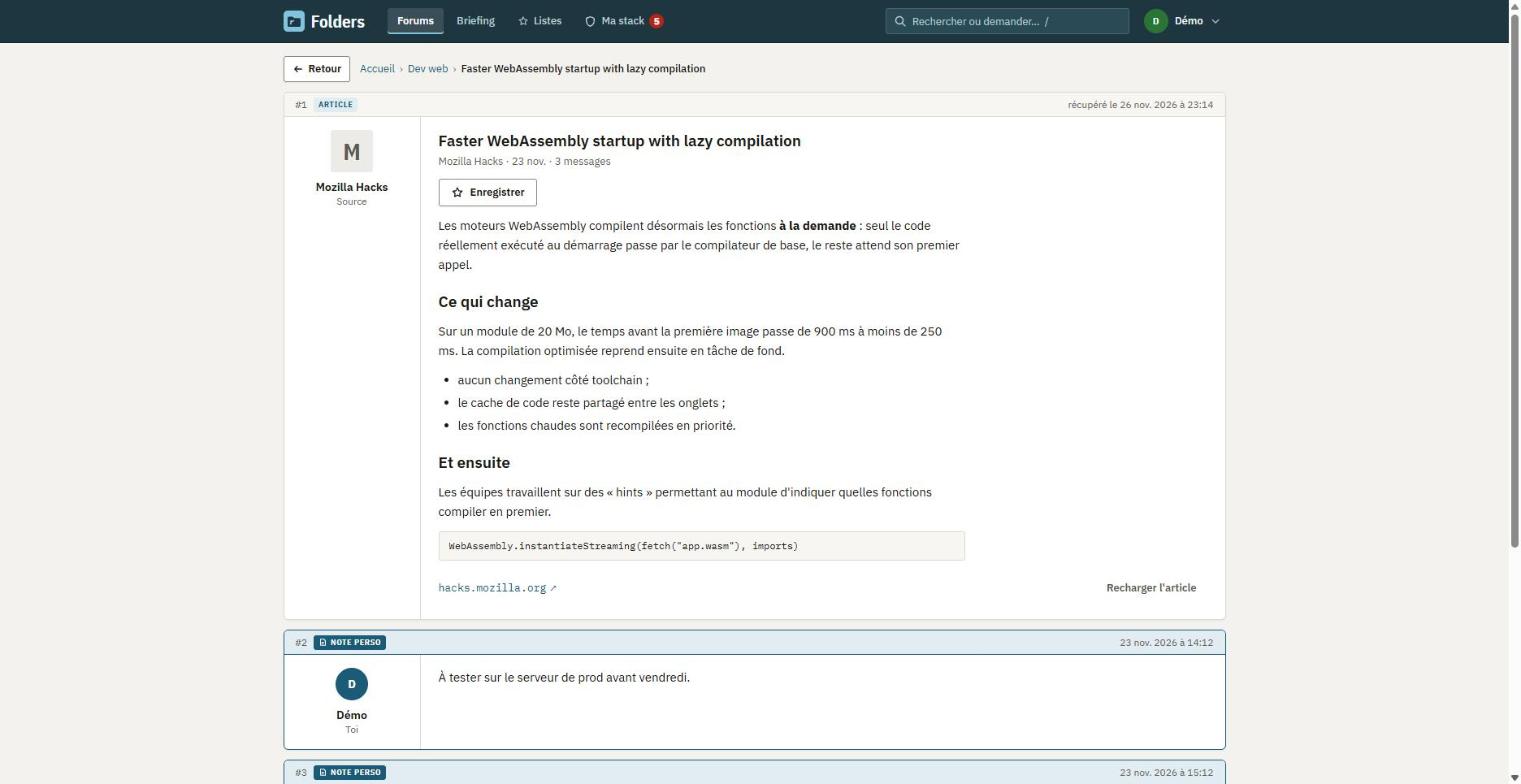 Folders
Forums
Briefing
Listes
Ma stack 5
Rechercher ou demander... /
D Démo
← Retour
Accueil › Dev web › Faster WebAssembly startup with lazy compilation
#1 ARTICLE
récupéré le 26 nov. 2026 à 23:14
M
Mozilla Hacks
Source
Faster WebAssembly startup with lazy compilation
Mozilla Hacks · 23 nov. · 3 messages
Enregistrer
Les moteurs WebAssembly compilent désormais les fonctions à la demande : seul le code
réellement exécuté au démarrage passe par le compilateur de base, le reste attend son premier
appel.
Ce qui change
Sur un module de 20 Mo, le temps avant la première image passe de 900 ms à moins de 250
ms. La compilation optimisée reprend ensuite en tâche de fond.
• aucun changement côté toolchain ;
• le cache de code reste partagé entre les onglets ;
• les fonctions chaudes sont recompilées en priorité.
Et ensuite
Les équipes travaillent sur des « hints » permettant au module d'indiquer quelles fonctions
compiler en premier.
WebAssembly.instantiateStreaming(fetch("app.wasm"), imports)
hacks.mozilla.org ↗
Recharger l'article
#2 NOTE PERSO
23 nov. 2026 à 14:12
D
Démo
Toi
À tester sur le serveur de prod avant vendredi.
#3 NOTE PERSO
23 nov. 2026 à 15:12